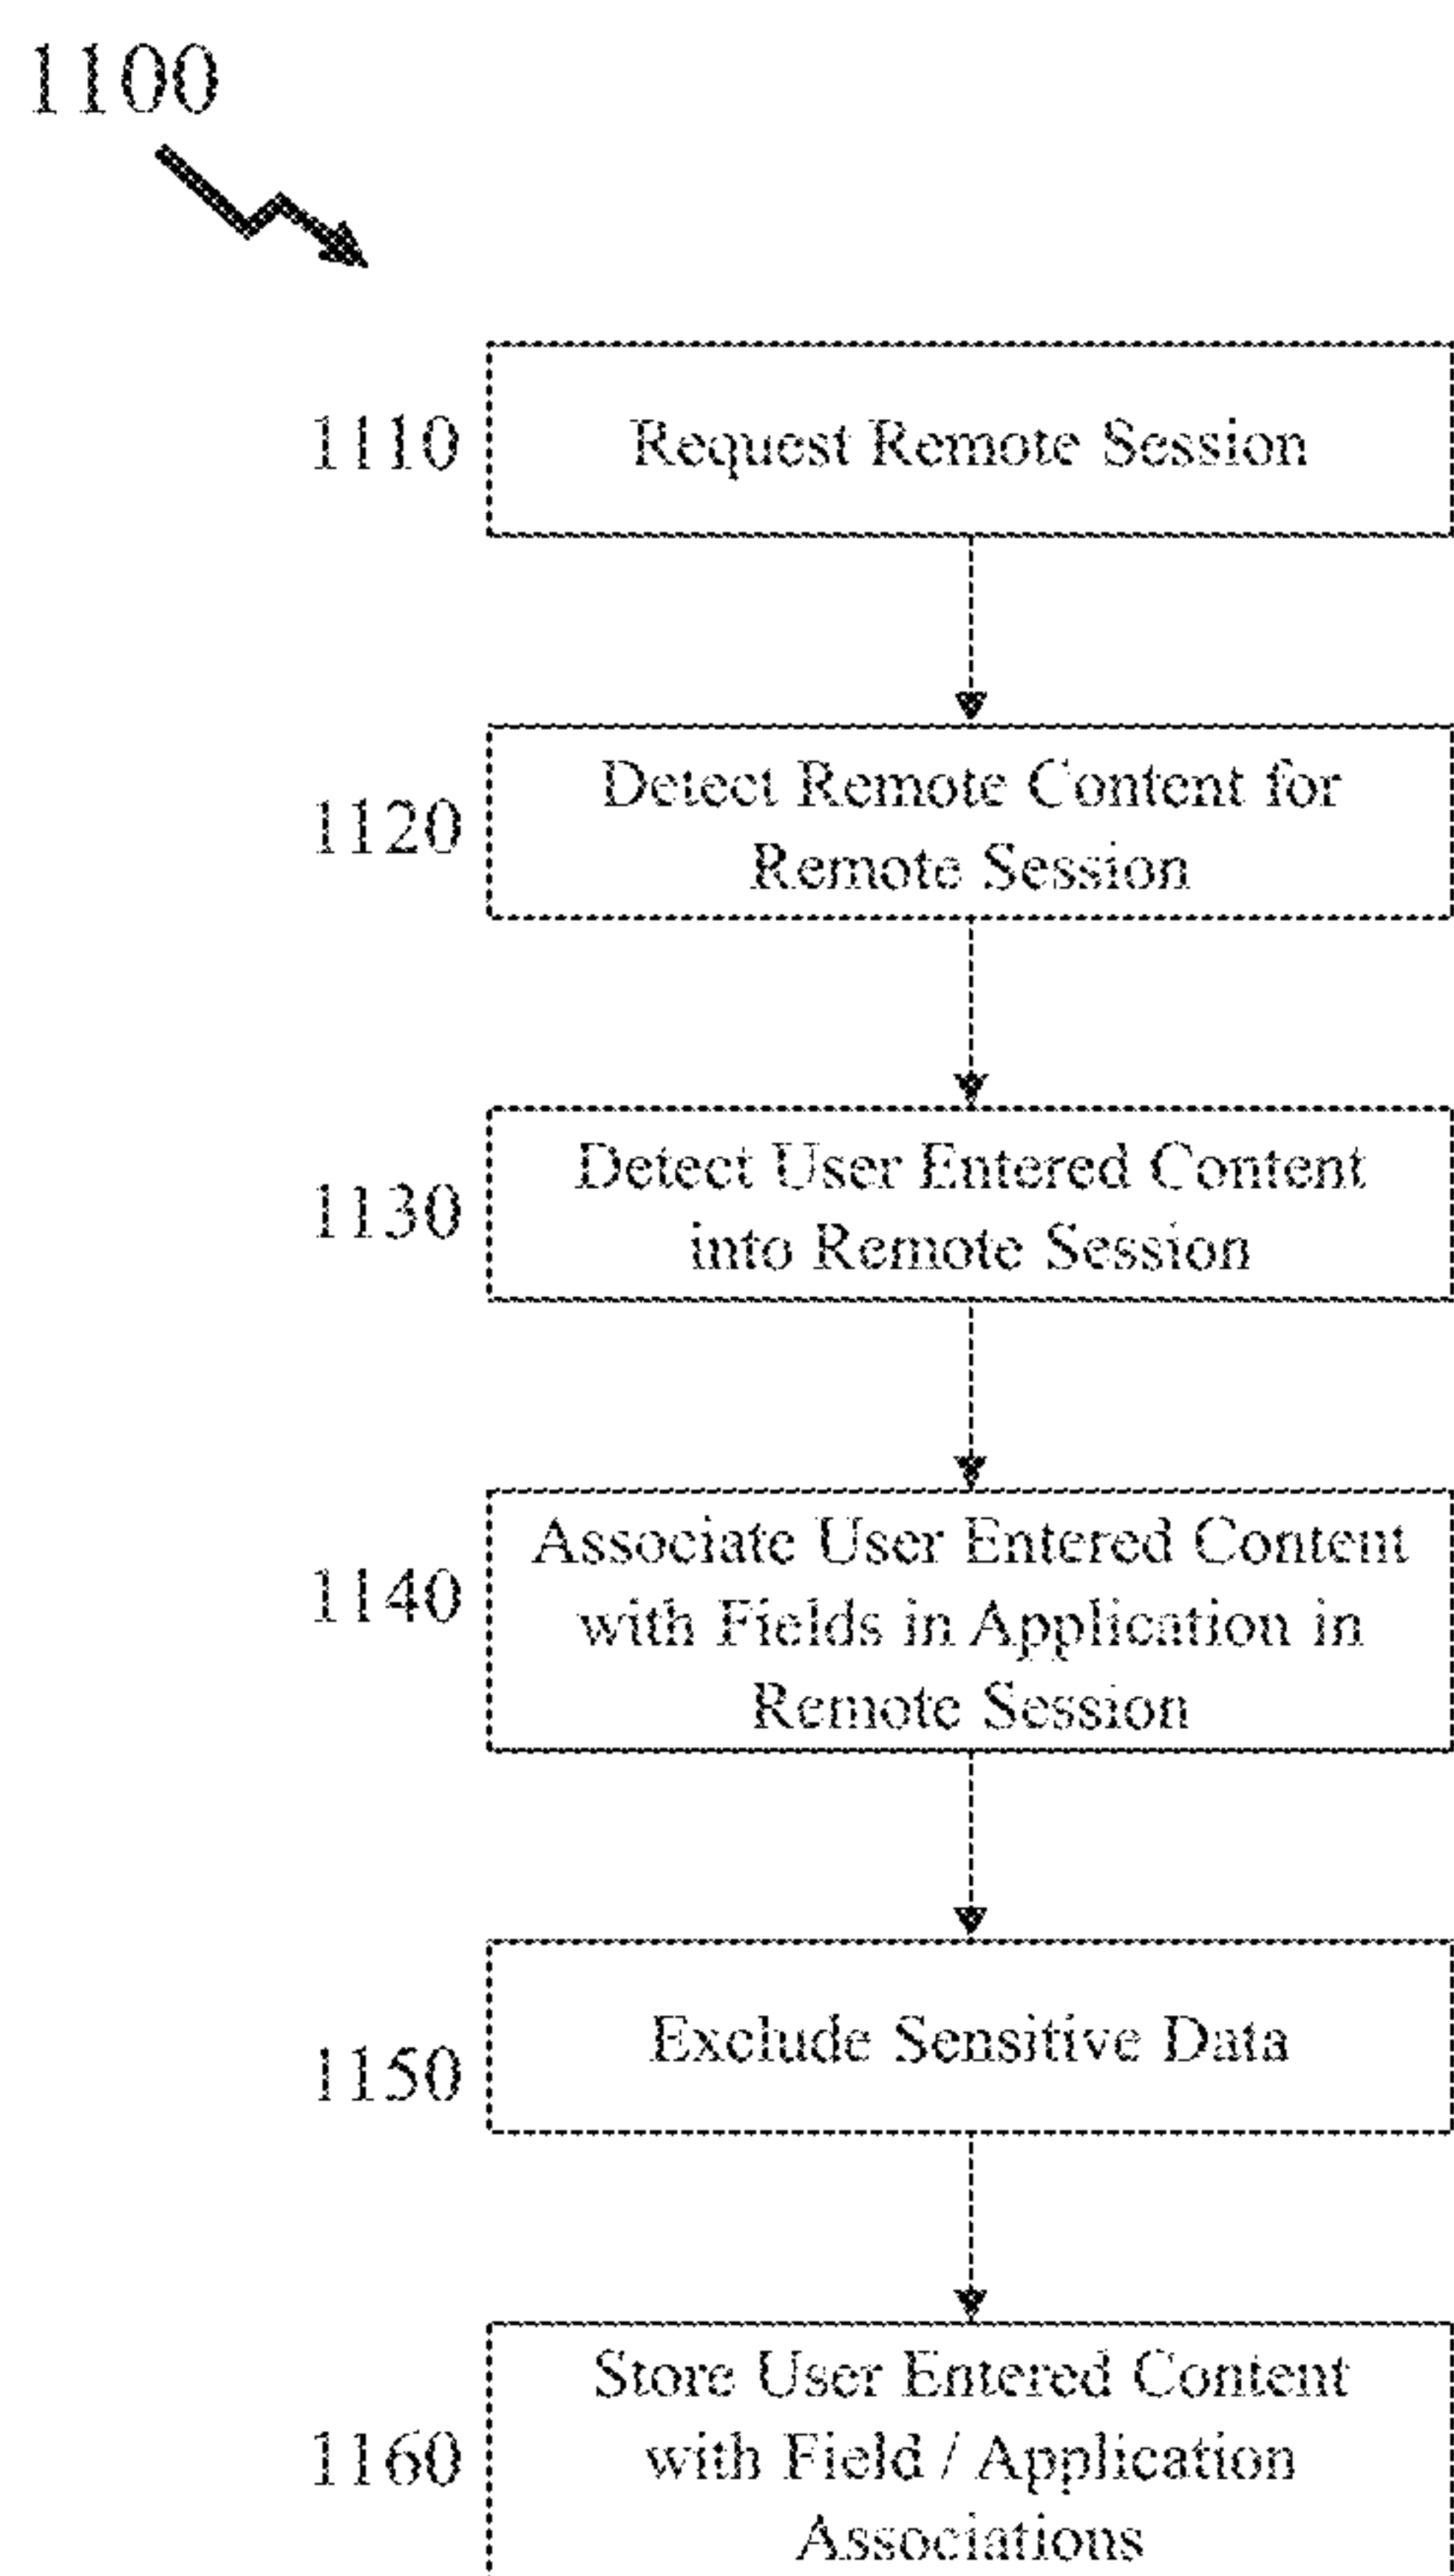 1100
1110
Request Remote Session
1120
Detect Remote Content for
Remote Session
1130
Detect User Entered Content
into Remote Session
1140
Associate User Entered Content
with Fields in Application in
Remote Session
1150
Exclude Sensitive Data
1160
Store User Entered Content
with Field / Application
Associations